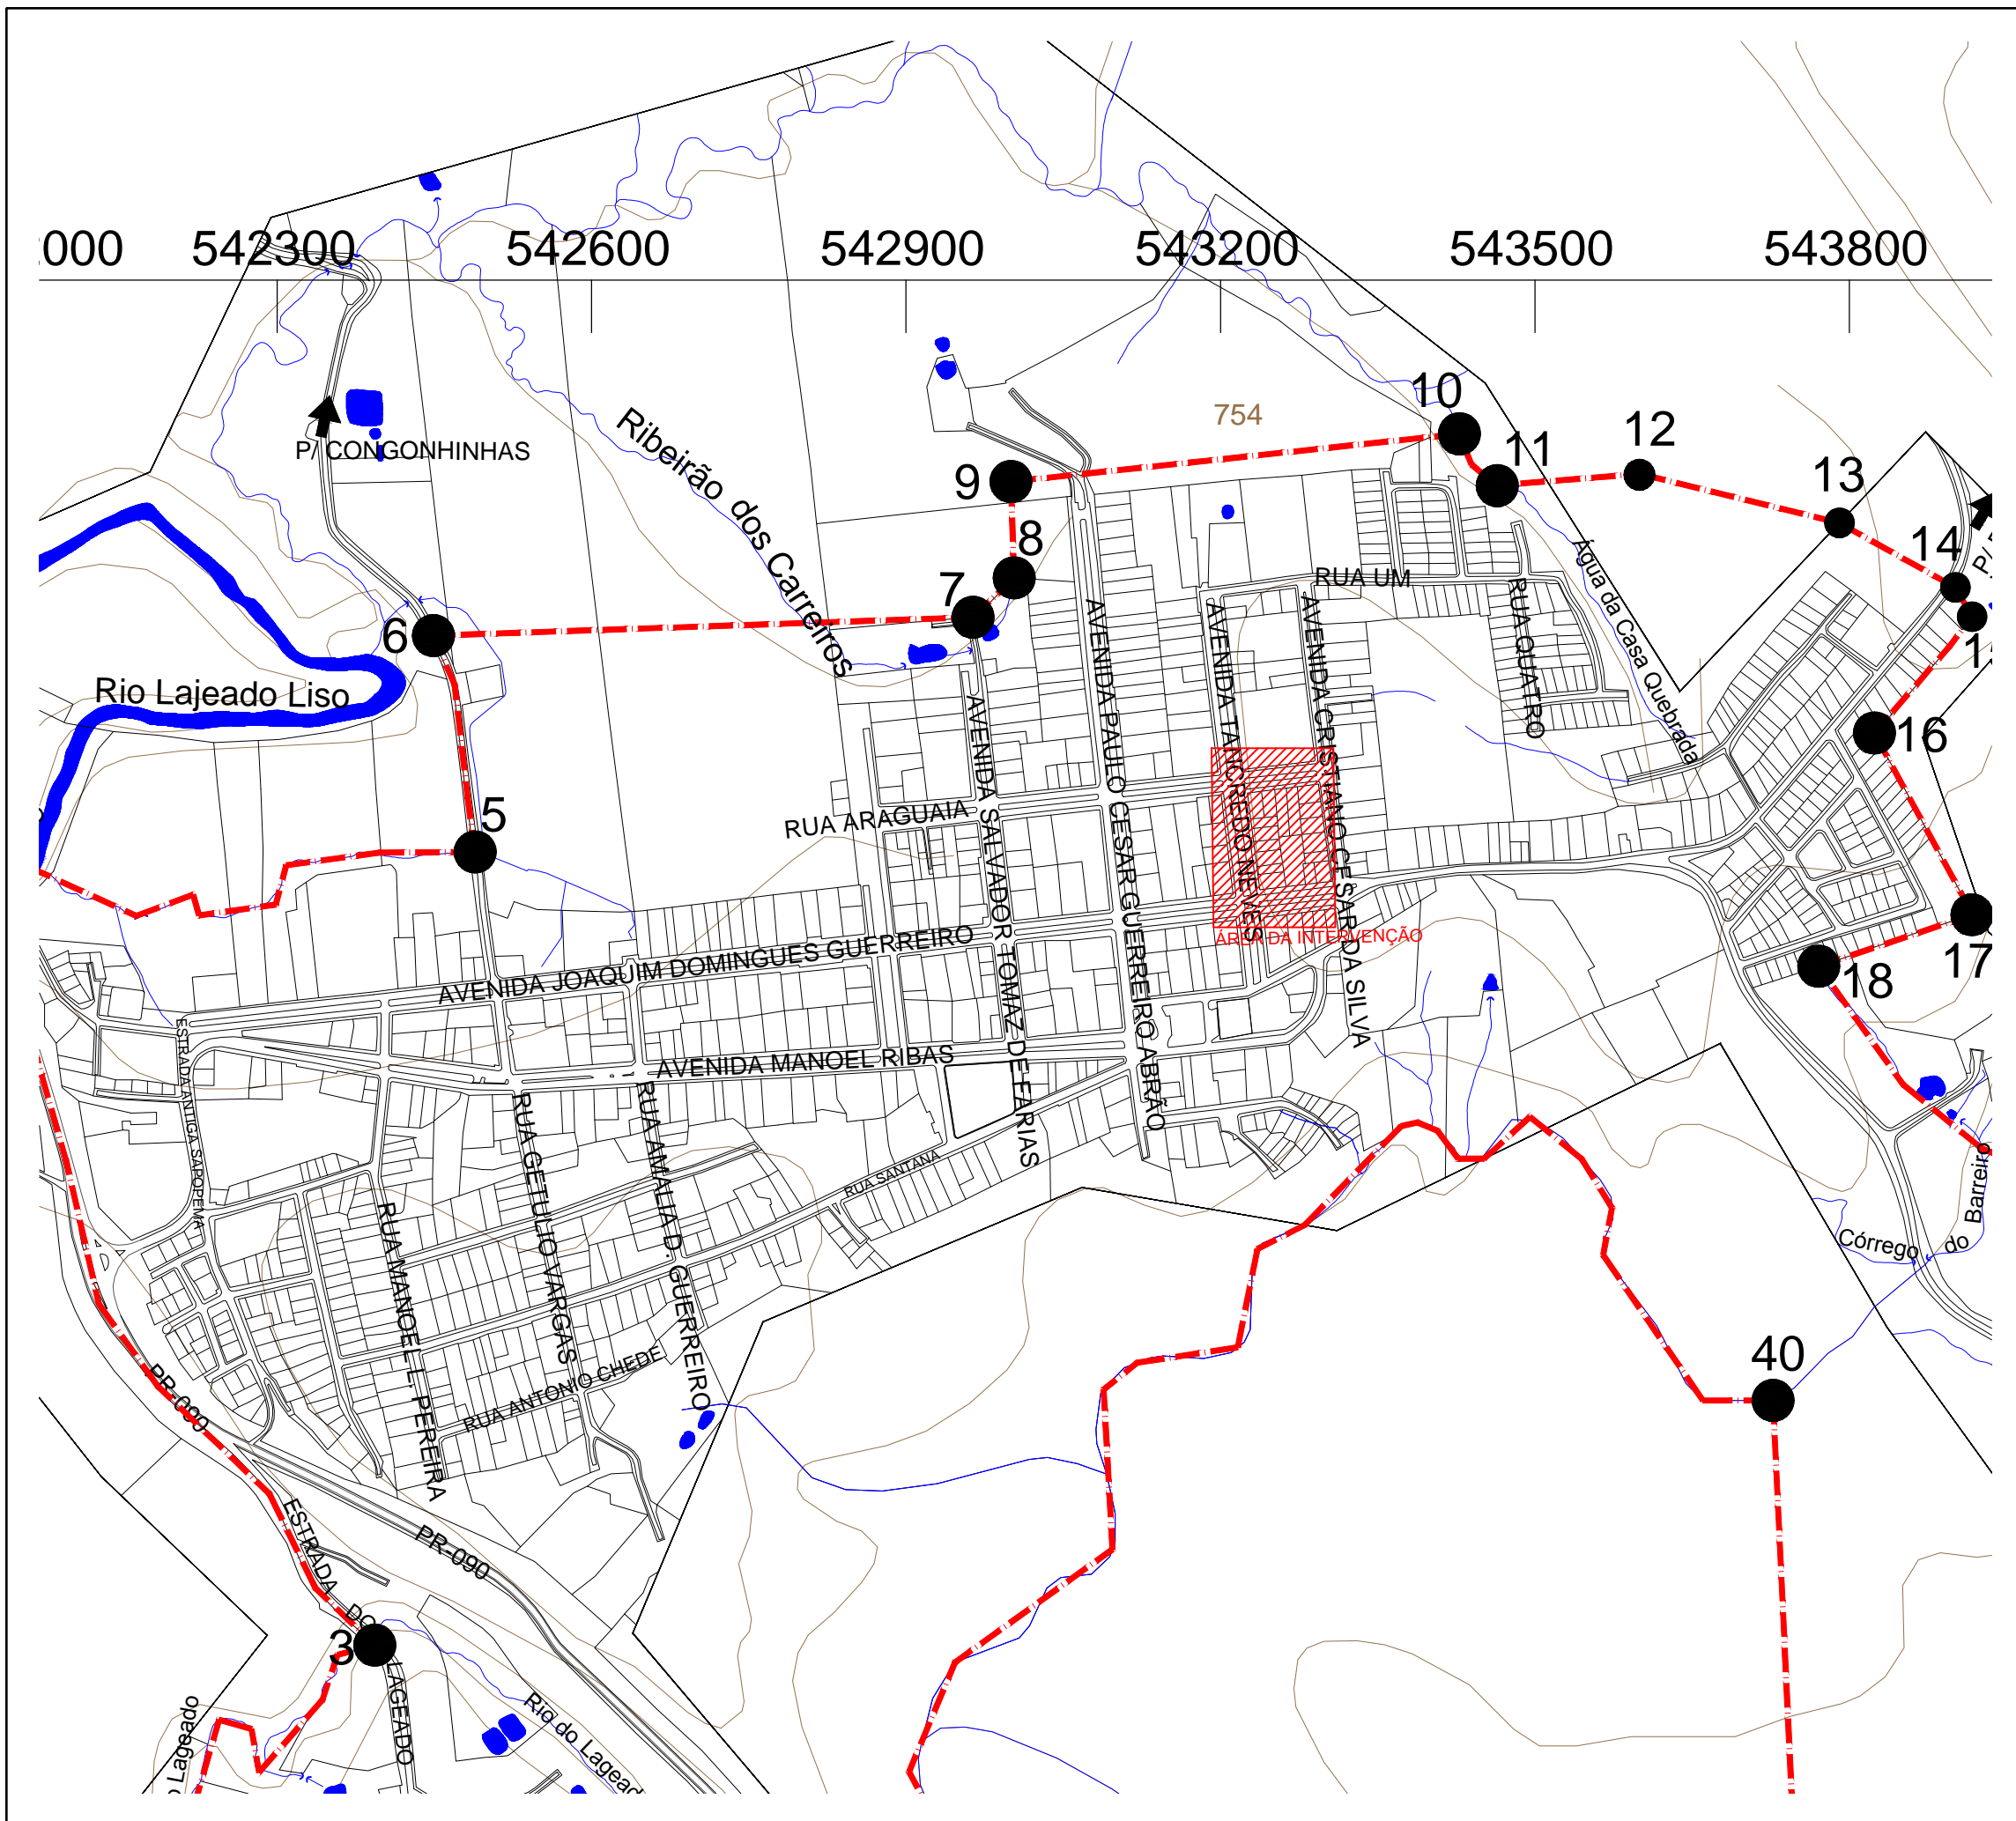 542300
542600
542900
543200
543500
543800
10
754
12
11
P/ CONGONHINHAS
Ribeirão dos Carreiros
9
13
8
14
7
RUA UM
Água da Casa Quebrada
RUA QUATRO
6
Rio Lajeado Liso
AVENIDA SALVADOR TOMAZ DE FARIAS
AVENIDA PAULO CESAR GUERREIRO ABRÃO
AVENIDA TANCREDO NEVES
AVENIDA CRISTIANO CESAR DA SILVA
16
5
RUA ARAGUAIA
ÁREA DA INTERVENÇÃO
AVENIDA JOAQUIM DOMINGUES GUERREIRO
17
18
ESTRADA ANTIGA SAPOPEMA
AVENIDA MANOEL RIBAS
RUA SANTANA
RUA MANOEL. PEREIRA
RUA GETULIO VARGAS
RUA AMALIA D. GUERREIRO
Córrego do Barreiro
RUA ANTONIO CHEDE
40
PR-090
PR-090
ESTRADA DO LAGEADO
3
Rio do Lagead
Lageado